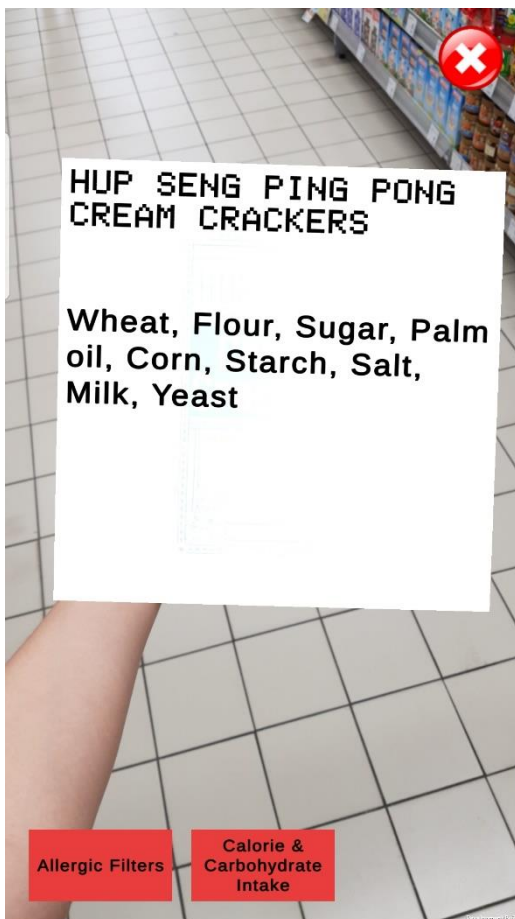 HUP SENG PING PONG
CREAM CRACKERS
Wheat, Flour, Sugar, Palm
oil, Corn, Starch, Salt,
Milk, Yeast
Allergic Filters
Calorie &
Carbohydrate
Intake